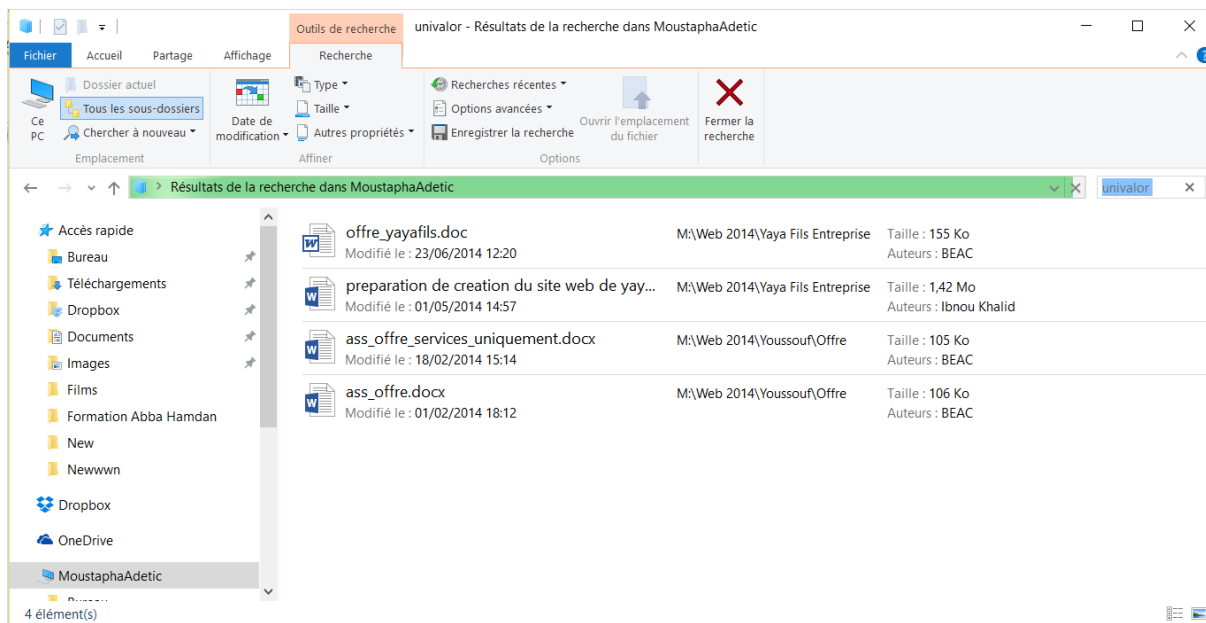 Outils de recherche
univalor - Résultats de la recherche dans MoustaphaAdetic
Fichier Accueil Partage Affichage Recherche
Ce PC
Dossier actuel
Tous les sous-dossiers
Chercher à nouveau
Emplacement
Date de modification
Type
Taille
Autres propriétés
Affiner
Recherches récentes
Options avancées
Enregistrer la recherche
Ouvrir l'emplacement du fichier
Options
Fermer la recherche
Résultats de la recherche dans MoustaphaAdetic
univalor
Accès rapide
Bureau
Téléchargements
Dropbox
Documents
Images
Films
Formation Abba Hamdan
New
Newwwn
Dropbox
OneDrive
MoustaphaAdetic
offre_yayafils.doc M:\Web 2014\Yaya Fils Entreprise Taille : 155 Ko
Modifié le : 23/06/2014 12:20 Auteurs : BEAC
preparation de creation du site web de yay... M:\Web 2014\Yaya Fils Entreprise Taille : 1,42 Mo
Modifié le : 01/05/2014 14:57 Auteurs : Ibnou Khalid
ass_offre_services_uniquement.docx M:\Web 2014\Youssouf\Offre Taille : 105 Ko
Modifié le : 18/02/2014 15:14 Auteurs : BEAC
ass_offre.docx M:\Web 2014\Youssouf\Offre Taille : 106 Ko
Modifié le : 01/02/2014 18:12 Auteurs : BEAC
4 élément(s)